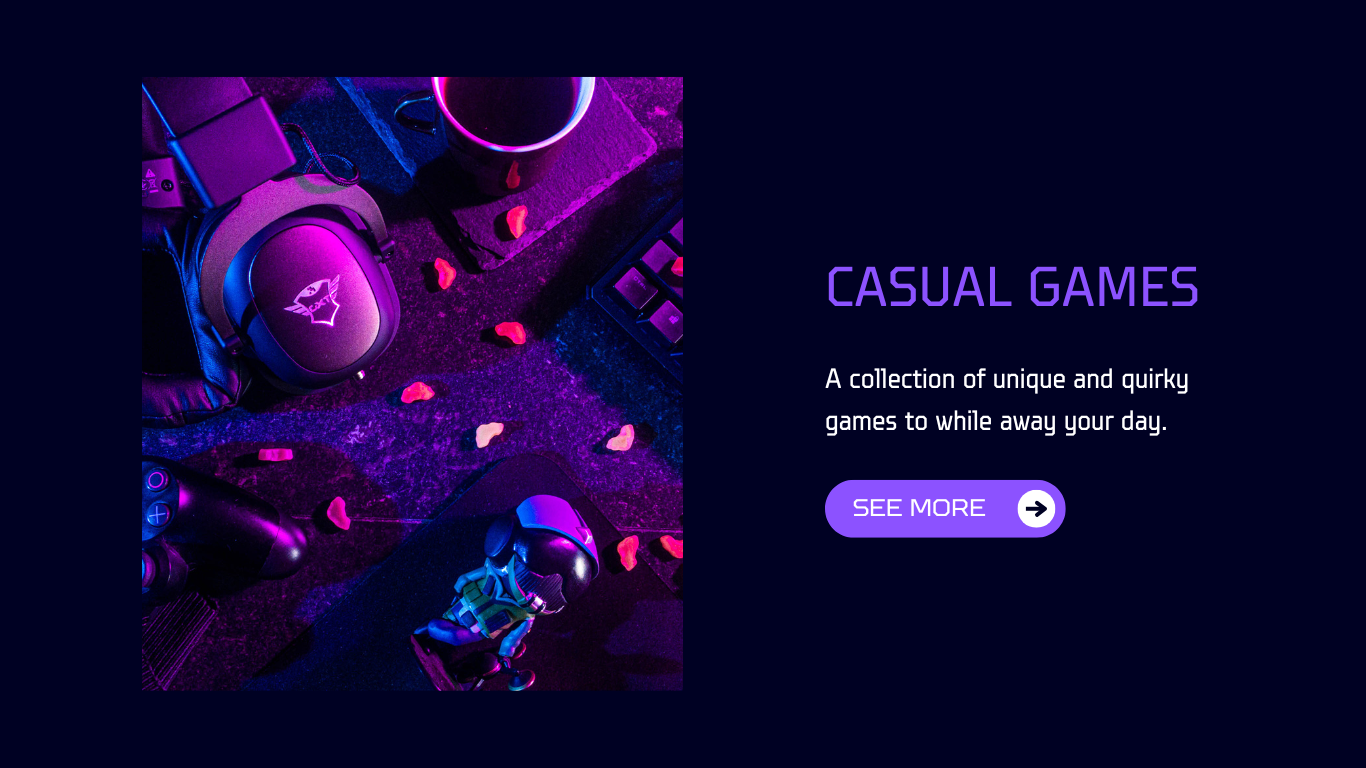 CASUAL GAMES
A collection of unique and quirky
games to while away your day.
SEE MORE